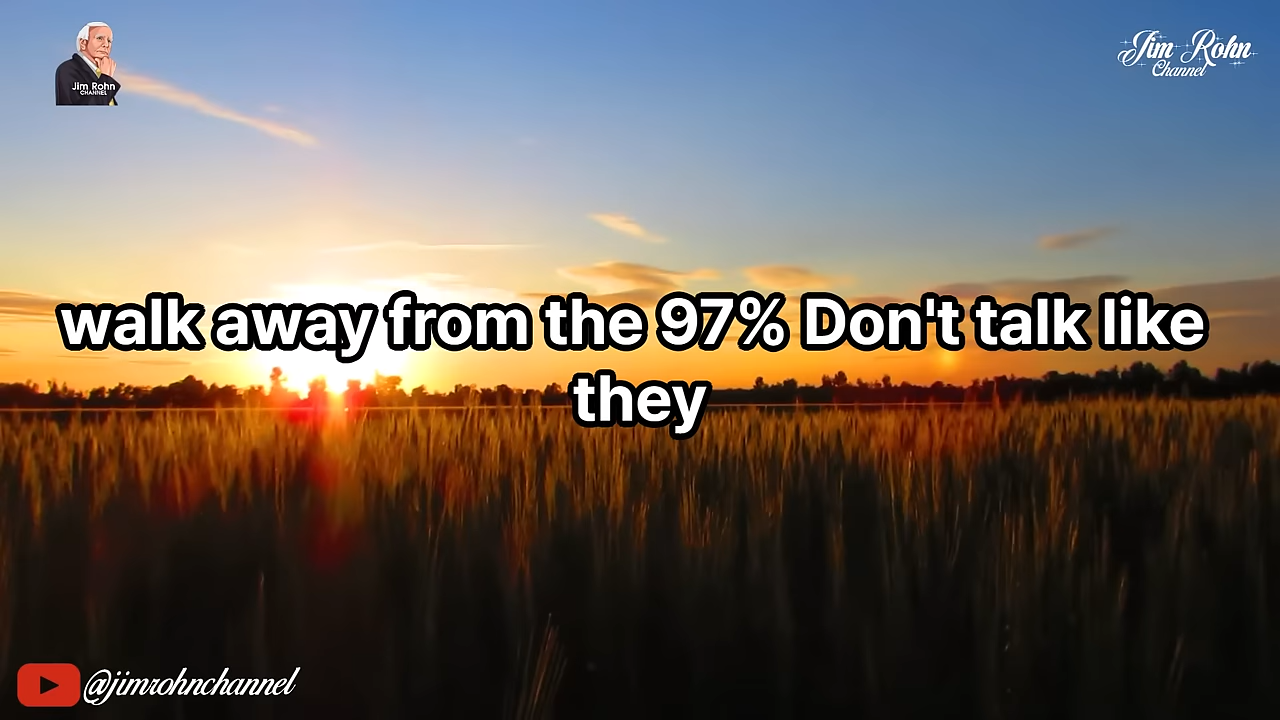 Jim Rohn
CHANNEL
Jim Rohn
Channel
walk away from the 97% Don't talk like
they
@jimrohnchannel